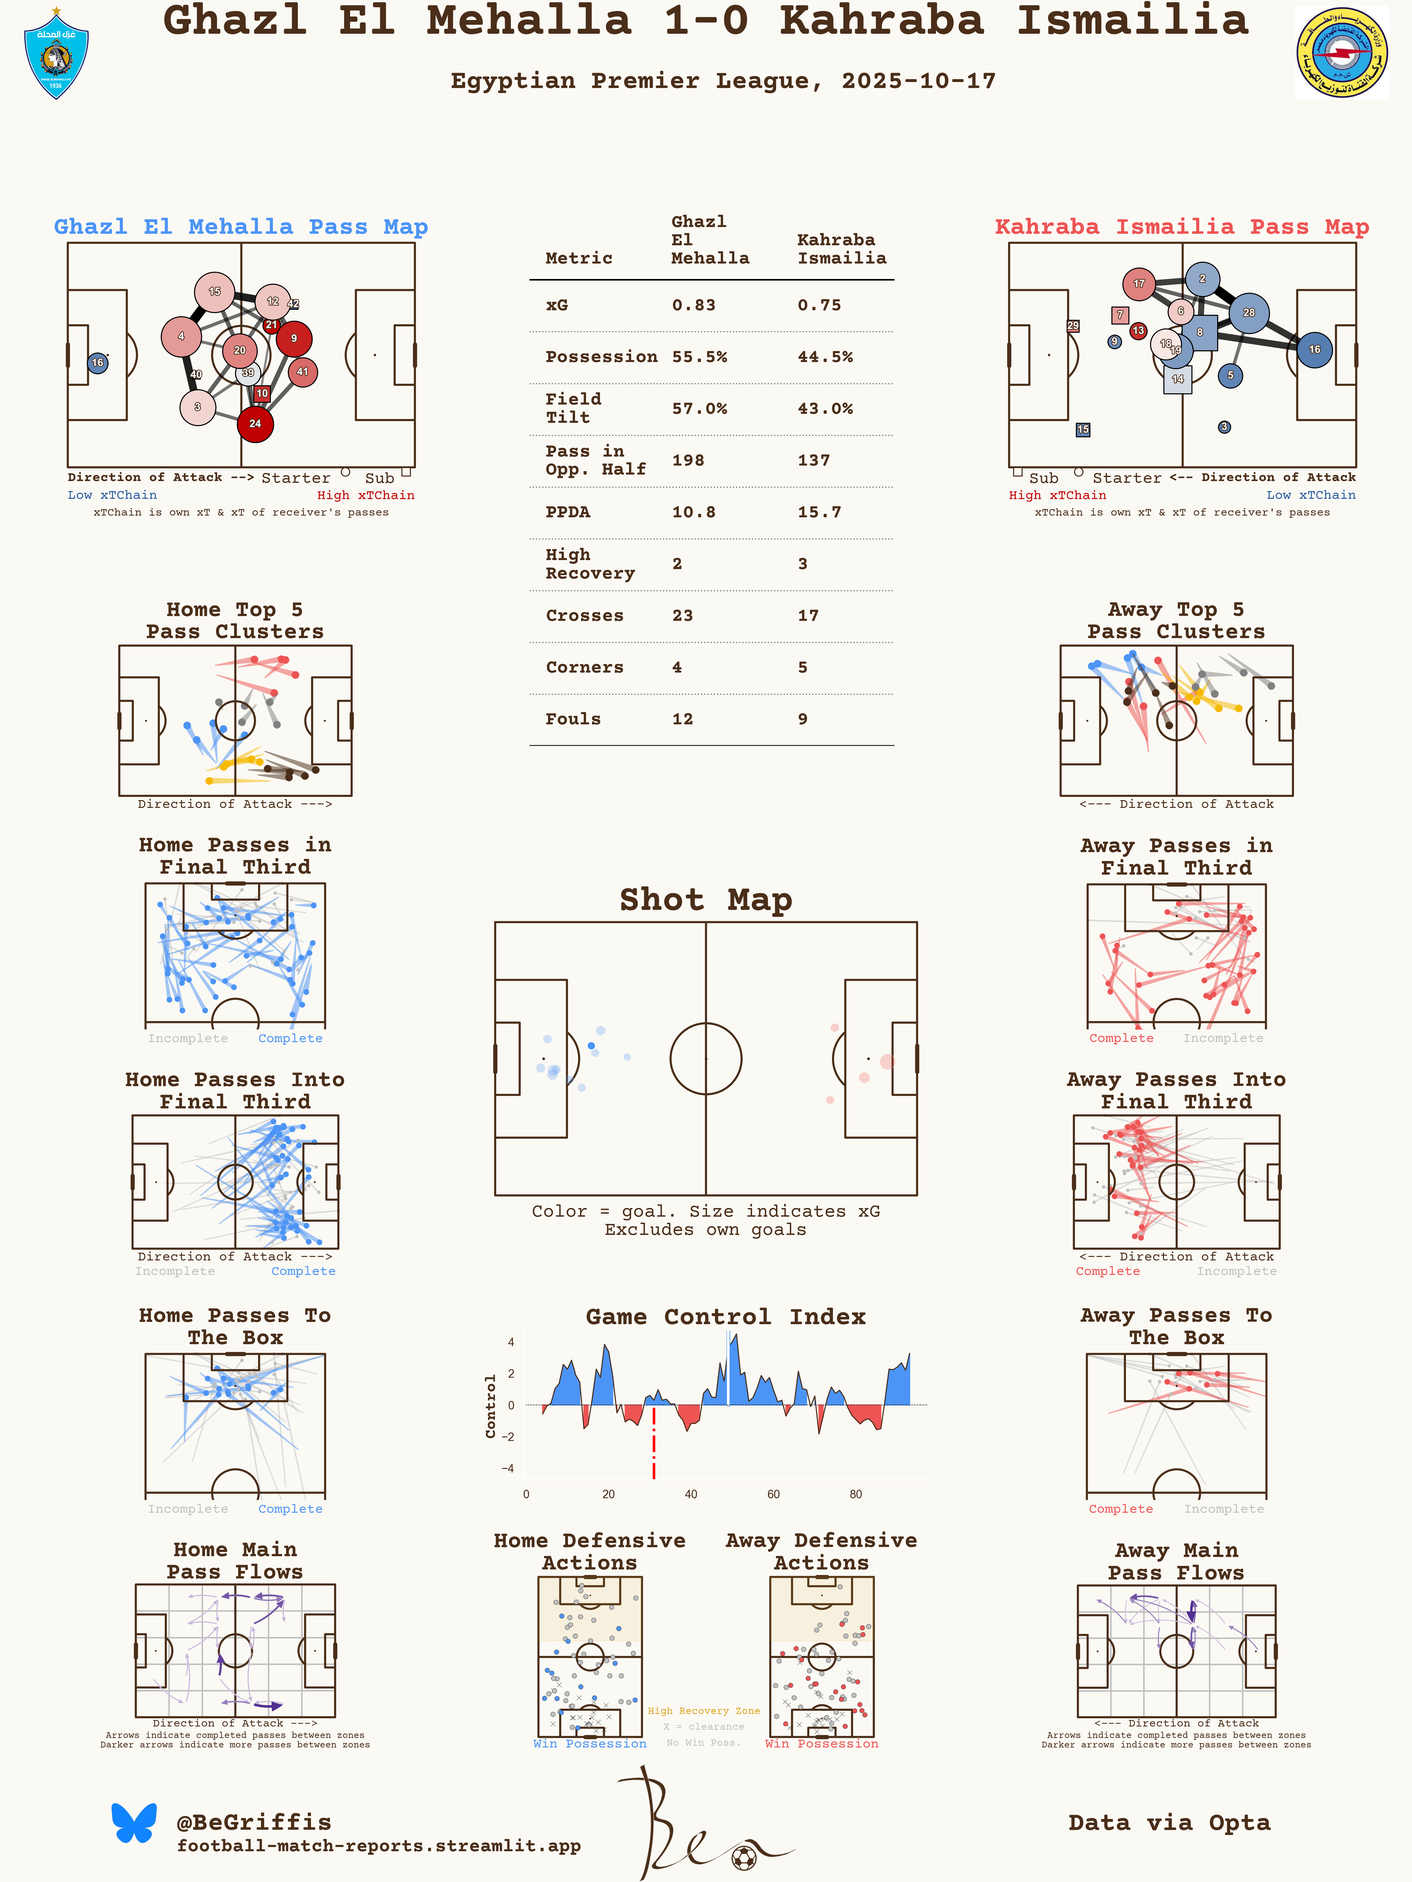 Ghazl El Mehalla 1-0 Kahraba Ismailia
Egyptian Premier League, 2025-10-17
غزل المحلة
1936
Ghazl El Mehalla Pass Map
15
12
42
21
9
4
20
16
39
41
40
10
3
24
Direction of Attack --> Starter Sub
Low xTChain High xTChain
xTChain is own xT & xT of receiver's passes
Metric Ghazl El Mehalla Kahraba Ismailia
xG 0.83 0.75
Possession 55.5% 44.5%
Field Tilt 57.0% 43.0%
Pass in Opp. Half 198 137
PPDA 10.8 15.7
High Recovery 2 3
Crosses 23 17
Corners 4 5
Fouls 12 9
Kahraba Ismailia Pass Map
17
2
6
28
7
29
13
8
9
18
19
16
14
5
15
3
Sub Starter <-- Direction of Attack
High xTChain Low xTChain
xTChain is own xT & xT of receiver's passes
Home Top 5
Pass Clusters
Direction of Attack --->
Away Top 5
Pass Clusters
<--- Direction of Attack
Home Passes in
Final Third
Incomplete Complete
Away Passes in
Final Third
Complete Incomplete
Shot Map
Color = goal. Size indicates xG
Excludes own goals
Home Passes Into
Final Third
Direction of Attack --->
Incomplete Complete
Away Passes Into
Final Third
<--- Direction of Attack
Complete Incomplete
Home Passes To
The Box
Incomplete Complete
Game Control Index
Control
4
2
0
−2
−4
0 20 40 60 80
Away Passes To
The Box
Complete Incomplete
Home Main
Pass Flows
Direction of Attack --->
Arrows indicate completed passes between zones
Darker arrows indicate more passes between zones
Home Defensive
Actions
Win Possession
High Recovery Zone
X = clearance
No Win Poss.
Away Defensive
Actions
Win Possession
Away Main
Pass Flows
<--- Direction of Attack
Arrows indicate completed passes between zones
Darker arrows indicate more passes between zones
@BeGriffis
football-match-reports.streamlit.app
Ben
Data via Opta